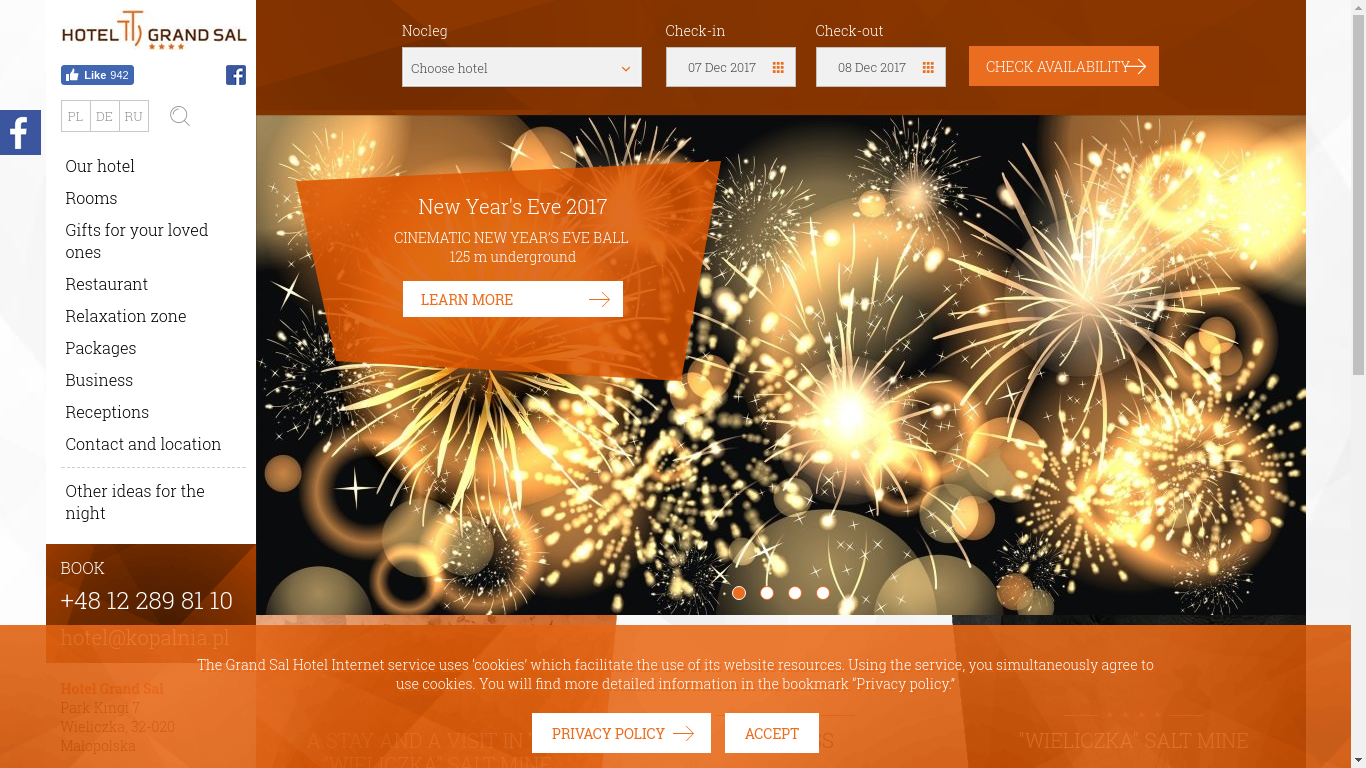 HOTEL GRAND SAL
Like 942
PL DE RU
Our hotel
Rooms
Gifts for your loved
ones
Restaurant
Relaxation zone
Packages
Business
Receptions
Contact and location
Other ideas for the
night
BOOK
+48 12 289 81 10
hotel@kopalnia.pl
Hotel Grand Sal
Park Kingi 7
Wieliczka, 32-020
Małopolska
Nocleg
Choose hotel
Check-in
07 Dec 2017
Check-out
08 Dec 2017
CHECK AVAILABILITY
New Year's Eve 2017
CINEMATIC NEW YEAR'S EVE BALL
125 m underground
LEARN MORE
The Grand Sal Hotel Internet service uses 'cookies' which facilitate the use of its website resources. Using the service, you simultaneously agree to
use cookies. You will find more detailed information in the bookmark "Privacy policy."
PRIVACY POLICY
ACCEPT
A STAY AND A VISIT IN
"WIELICZKA" SALT MINE
"WIELICZKA" SALT MINE